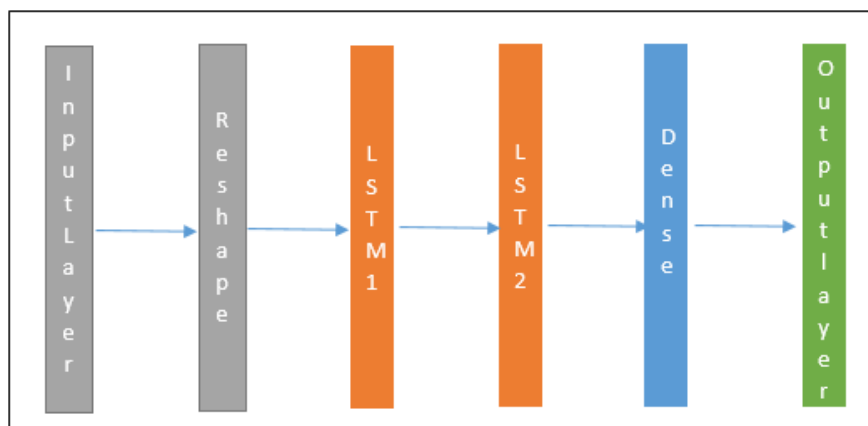 InputLayer
Reshape
LSTM1
LSTM2
Dense
Outputlayer